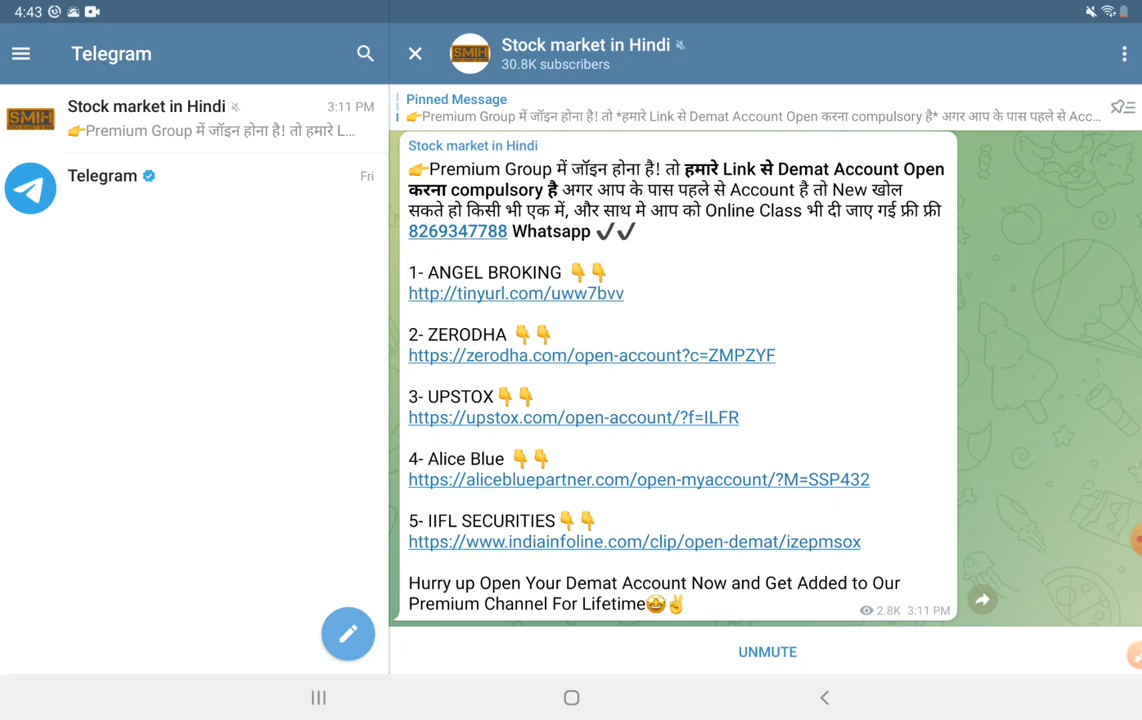 4:43
Telegram
Stock market in Hindi
30.8K subscribers
SMIH
Stock market in Hindi 3:11 PM
👉Premium Group में जॉइन होना है! तो हमारे L...
SMIH
Telegram Fri
Pinned Message
👉Premium Group में जॉइन होना है! तो *हमारे Link से Demat Account Open करना compulsory है* अगर आप के पास पहले से Acc...
Stock market in Hindi
👉Premium Group में जॉइन होना है! तो हमारे Link से Demat Account Open
करना compulsory है अगर आप के पास पहले से Account है तो New खोल
सकते हो किसी भी एक में, और साथ मे आप को Online Class भी दी जाए गई फ्री फ्री
8269347788 Whatsapp ✔✔
1- ANGEL BROKING 👇👇
http://tinyurl.com/uww7bvv
2- ZERODHA 👇👇
https://zerodha.com/open-account?c=ZMPZYF
3- UPSTOX👇👇
https://upstox.com/open-account/?f=ILFR
4- Alice Blue 👇👇
https://alicebluepartner.com/open-myaccount/?M=SSP432
5- IIFL SECURITIES👇👇
https://www.indiainfoline.com/clip/open-demat/izepmsox
Hurry up Open Your Demat Account Now and Get Added to Our
Premium Channel For Lifetime🤩✌
2.8K 3:11 PM
UNMUTE